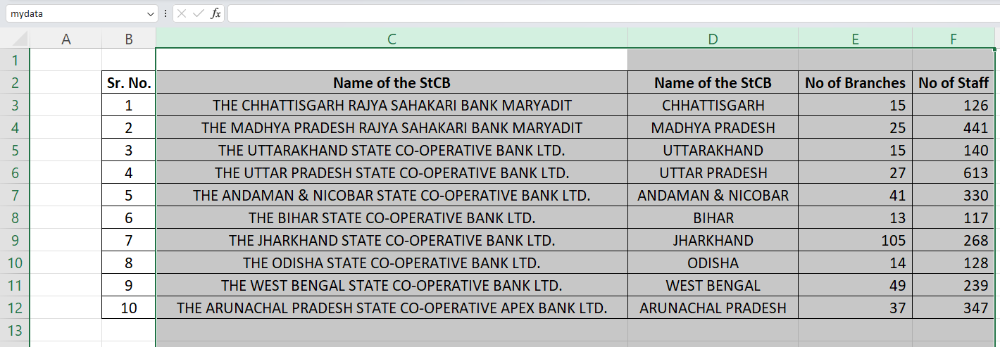 mydata fx
A B C D E F
1
2 Sr. No. Name of the StCB Name of the StCB No of Branches No of Staff
3 1 THE CHHATTISGARH RAJYA SAHAKARI BANK MARYADIT CHHATTISGARH 15 126
4 2 THE MADHYA PRADESH RAJYA SAHAKARI BANK MARYADIT MADHYA PRADESH 25 441
5 3 THE UTTARAKHAND STATE CO-OPERATIVE BANK LTD. UTTARAKHAND 15 140
6 4 THE UTTAR PRADESH STATE CO-OPERATIVE BANK LTD. UTTAR PRADESH 27 613
7 5 THE ANDAMAN & NICOBAR STATE CO-OPERATIVE BANK LTD. ANDAMAN & NICOBAR 41 330
8 6 THE BIHAR STATE CO-OPERATIVE BANK LTD. BIHAR 13 117
9 7 THE JHARKHAND STATE CO-OPERATIVE BANK LTD. JHARKHAND 105 268
10 8 THE ODISHA STATE CO-OPERATIVE BANK LTD. ODISHA 14 128
11 9 THE WEST BENGAL STATE CO-OPERATIVE BANK LTD. WEST BENGAL 49 239
12 10 THE ARUNACHAL PRADESH STATE CO-OPERATIVE APEX BANK LTD. ARUNACHAL PRADESH 37 347
13